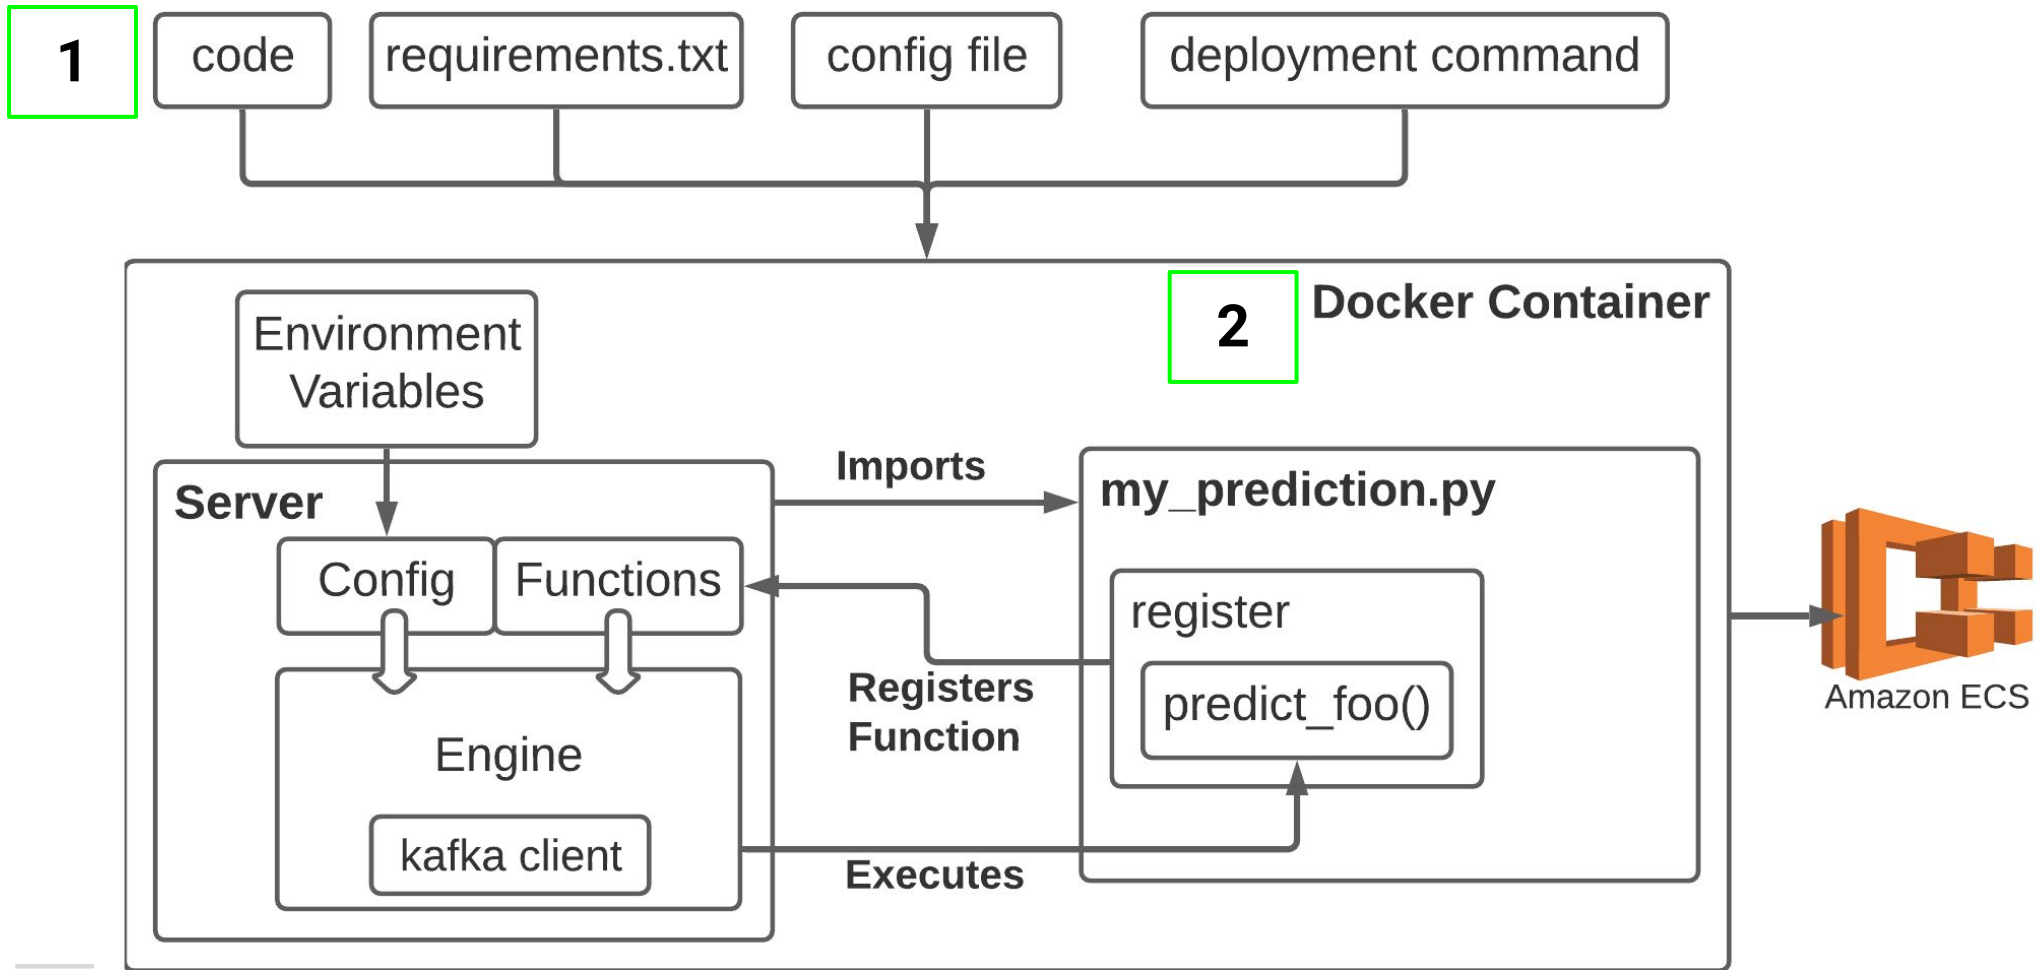 1
code
requirements.txt
config file
deployment command
2
Docker Container
Environment
Variables
Server
Imports
my_prediction.py
Config
Functions
register
Registers
Function
predict_foo()
Engine
kafka client
Executes
Amazon ECS